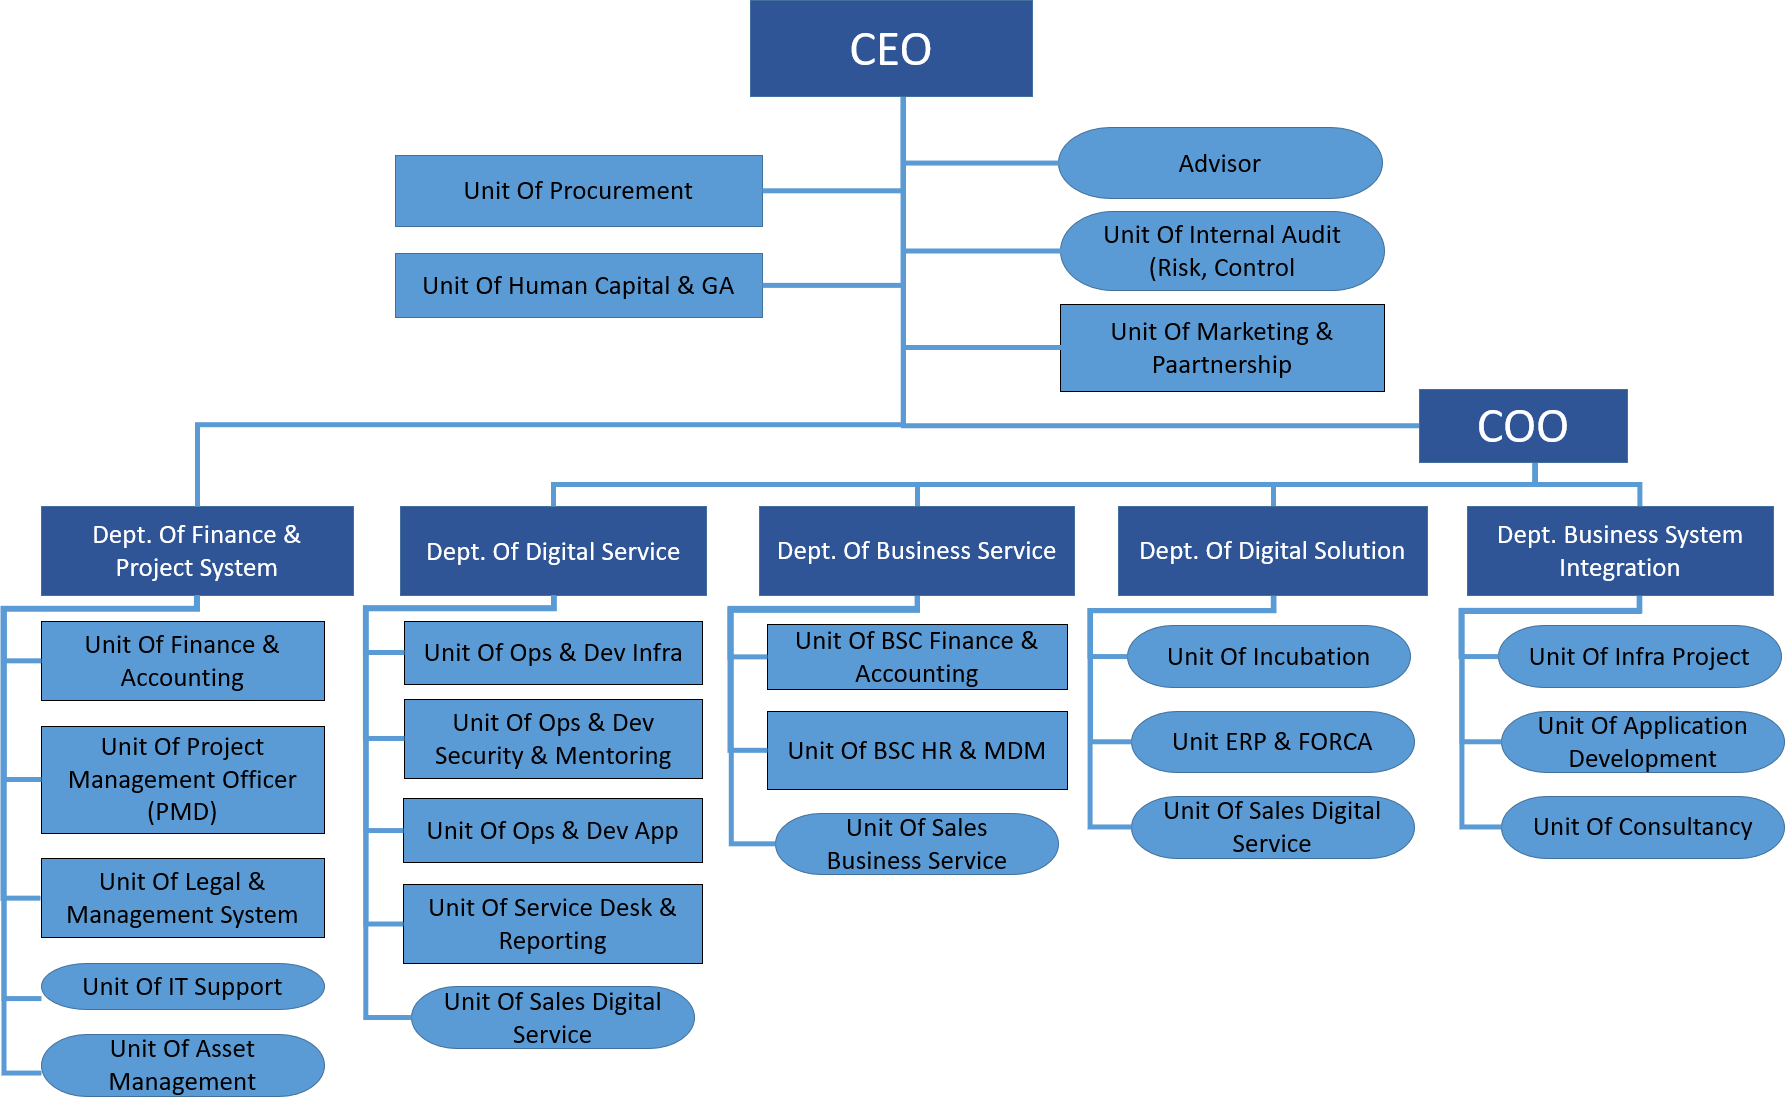 CEO
Advisor
Unit Of Procurement
Unit Of Internal Audit
(Risk, Control
Unit Of Human Capital & GA
Unit Of Marketing &
Paartnership
COO
Dept. Of Finance &
Project System
Dept. Of Digital Service
Dept. Of Business Service
Dept. Of Digital Solution
Dept. Business System
Integration
Unit Of Finance &
Accounting
Unit Of Project
Management Officer
(PMD)
Unit Of Legal &
Management System
Unit Of IT Support
Unit Of Asset
Management
Unit Of Ops & Dev Infra
Unit Of Ops & Dev
Security & Mentoring
Unit Of Ops & Dev App
Unit Of Service Desk &
Reporting
Unit Of Sales Digital
Service
Unit Of BSC Finance &
Accounting
Unit Of BSC HR & MDM
Unit Of Sales
Business Service
Unit Of Incubation
Unit ERP & FORCA
Unit Of Sales Digital
Service
Unit Of Infra Project
Unit Of Application
Development
Unit Of Consultancy